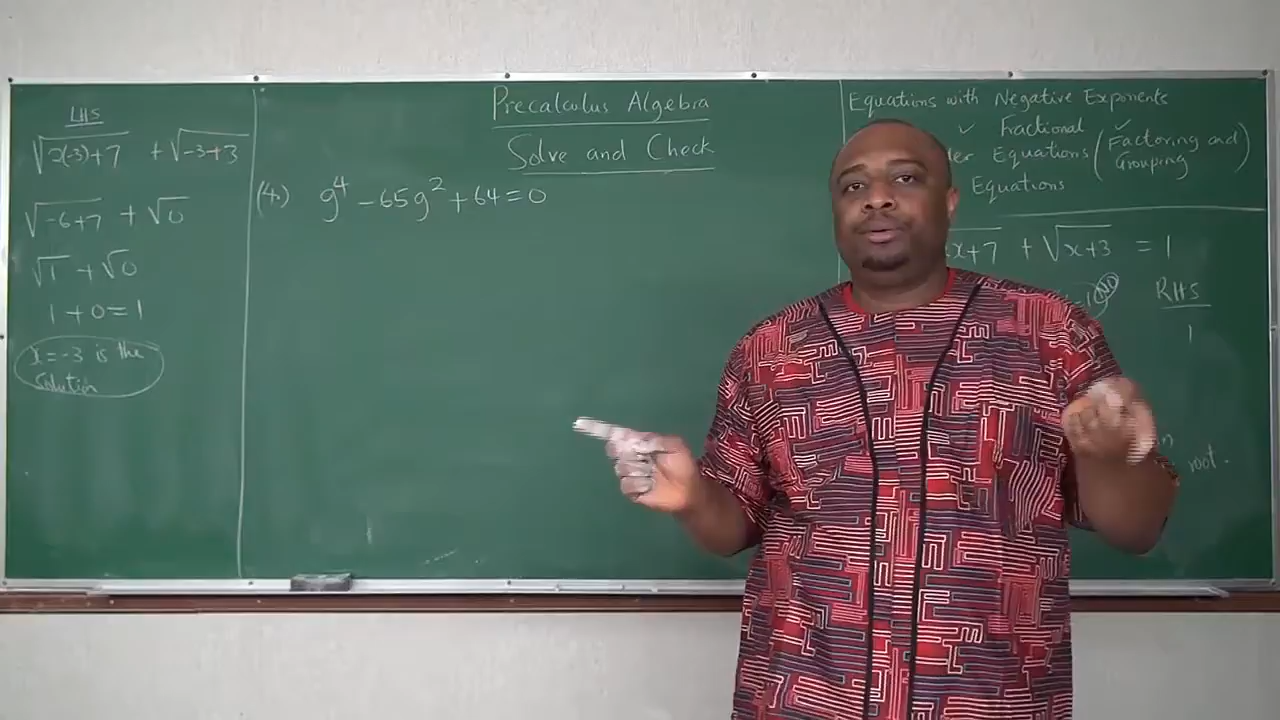 LHS
√2(-3)+7 + √-3+3
√-6+7 + √0
√1 + √0
1+0=1
x=-3 is the
Solution
Precalculus Algebra
Solve and Check
(4.) g⁴ - 65g² + 64 = 0
Equations with Negative Exponents
✓ Fractional
Equations (Factoring and
Grouping)
Equations
x+7 + √x+3 = 1
NO
RHS
1
root.